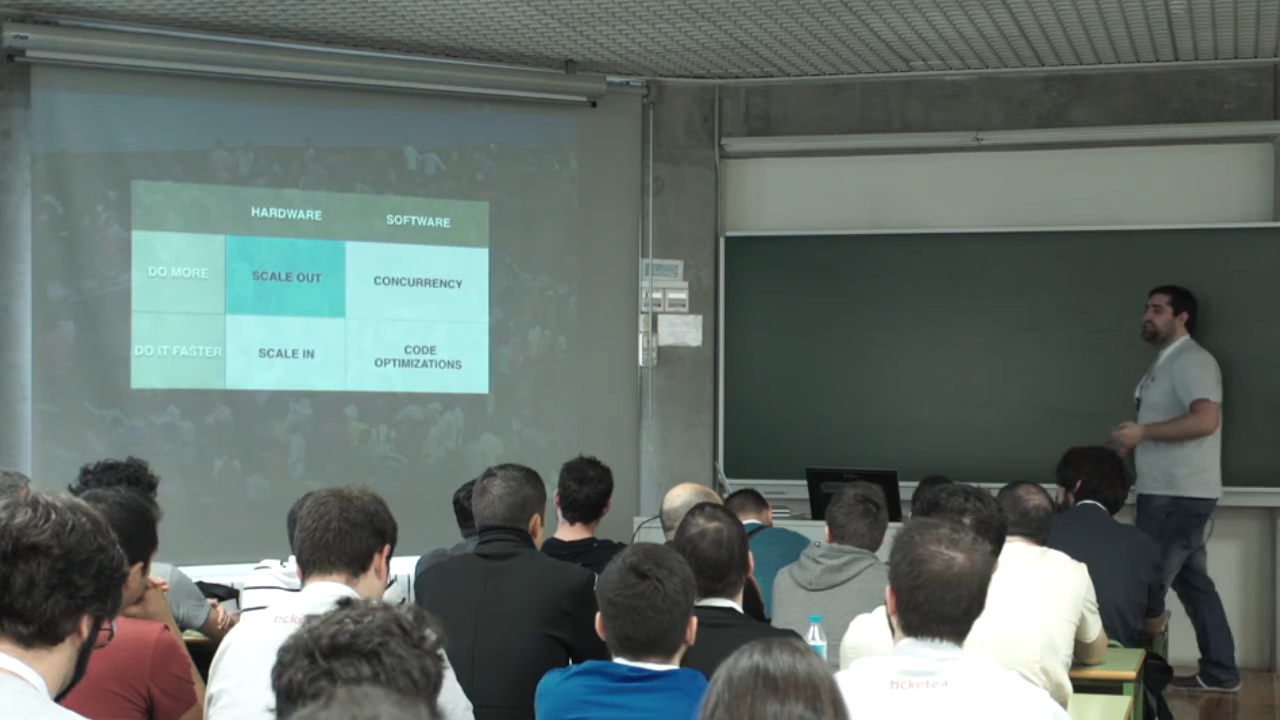 HARDWARE SOFTWARE
DO MORE SCALE OUT CONCURRENCY
DO IT FASTER SCALE IN CODE
OPTIMIZATIONS
ticketea